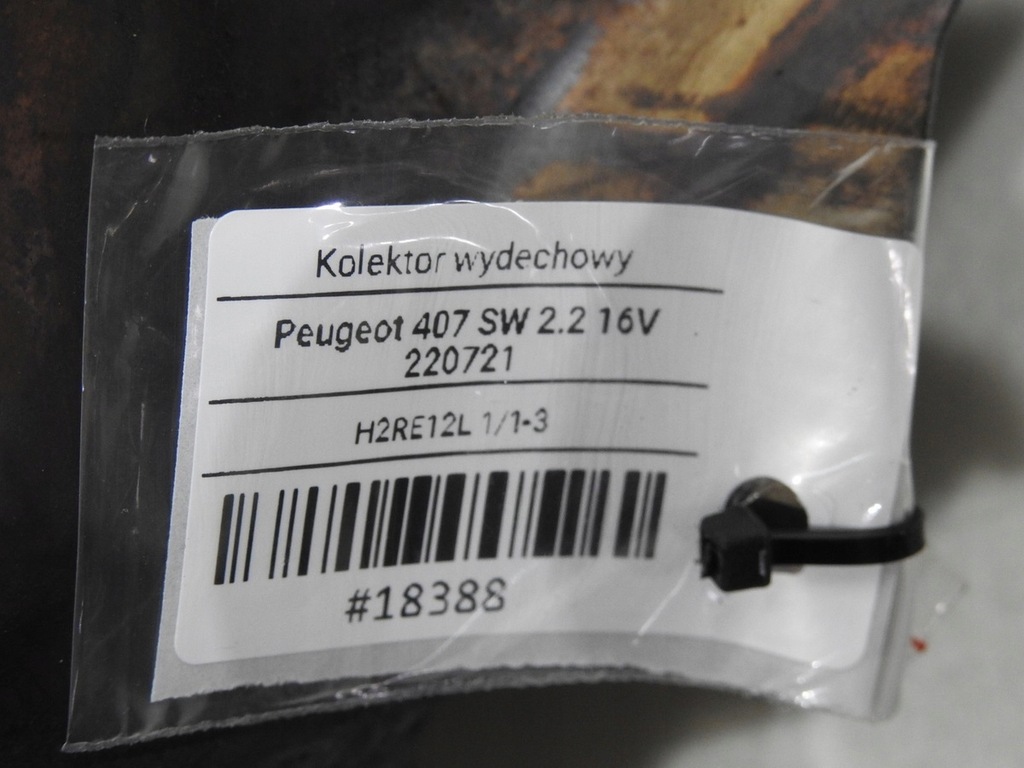 Kolektor wydechowy
Peugeot 407 SW 2.2 16V
220721
H2RE12L 1/1-3
#18388